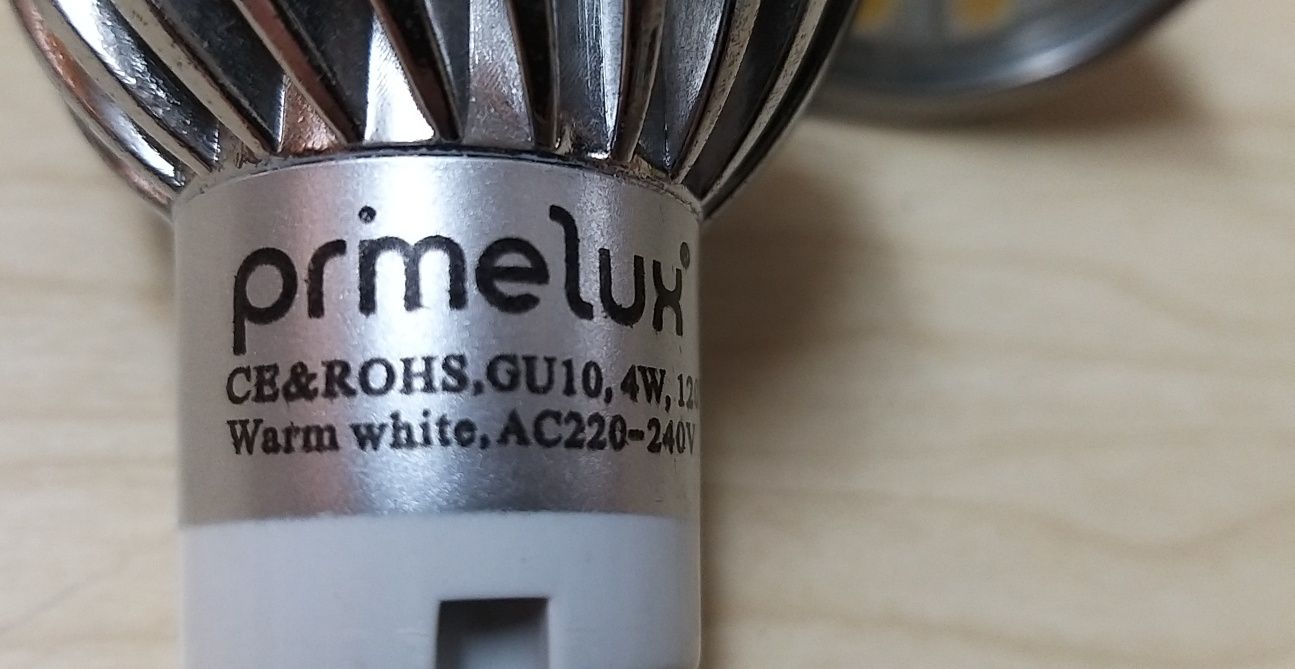 primelux
CE&ROHS,GU10, 4W,
Warm white, AC220-240V